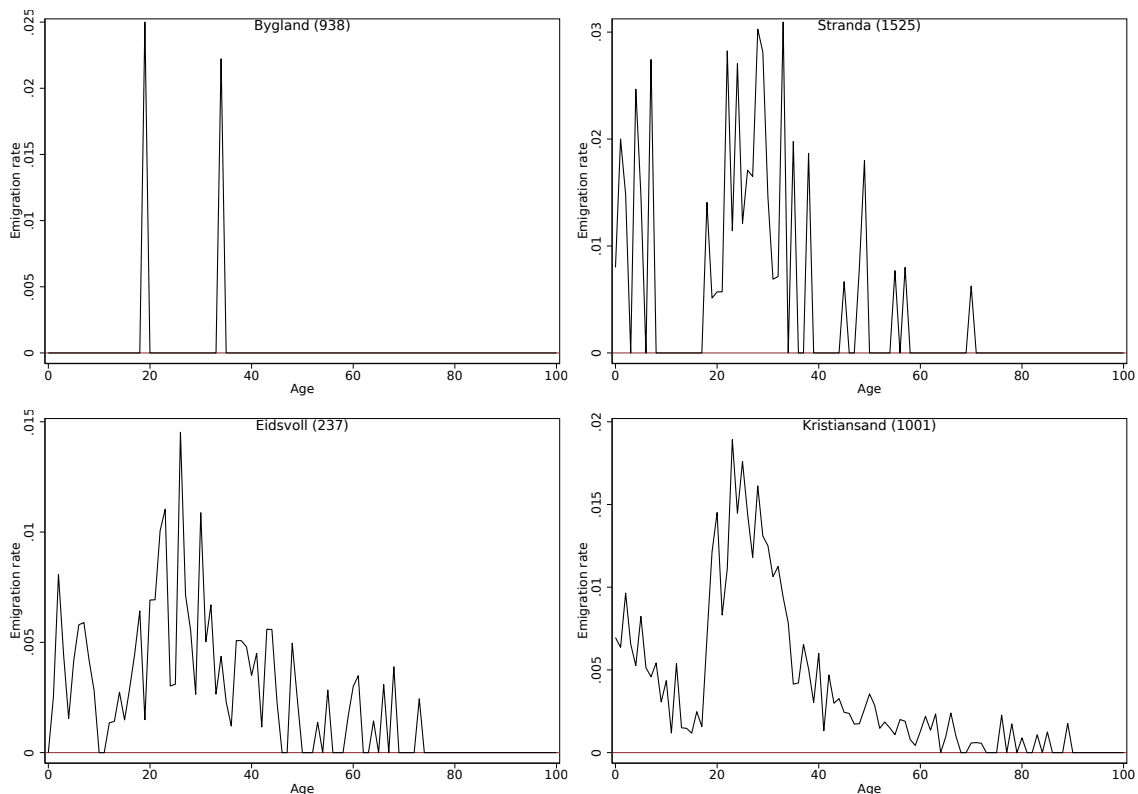 Bygland (938)
Emigration rate
0 .005 .01 .015 .02 .025
0 20 40 60 80 100
Age
Stranda (1525)
Emigration rate
0 .01 .02 .03
0 20 40 60 80 100
Age
Eidsvoll (237)
Emigration rate
0 .005 .01 .015
0 20 40 60 80 100
Age
Kristiansand (1001)
Emigration rate
0 .005 .01 .015 .02
0 20 40 60 80 100
Age